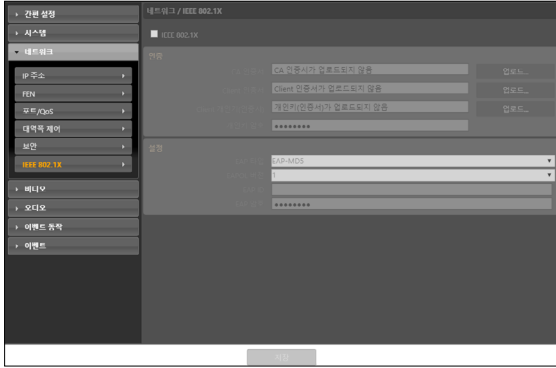 간편 설정
네트워크 / IEEE 802.1X
시스템
IEEE 802.1X
네트워크
인증
IP 주소
CA 인증서가 업로드되지 않음
업로드...
FEN
Client 인증서가 업로드되지 않음
업로드...
포트/QoS
개인키(인증서)가 업로드되지 않음
업로드...
대역폭 제어
●●●●●●●●
보안
설정
IEEE 802.1X
EAP-MD5
1
비디오
오디오
●●●●●●●●
이벤트 동작
이벤트
저장